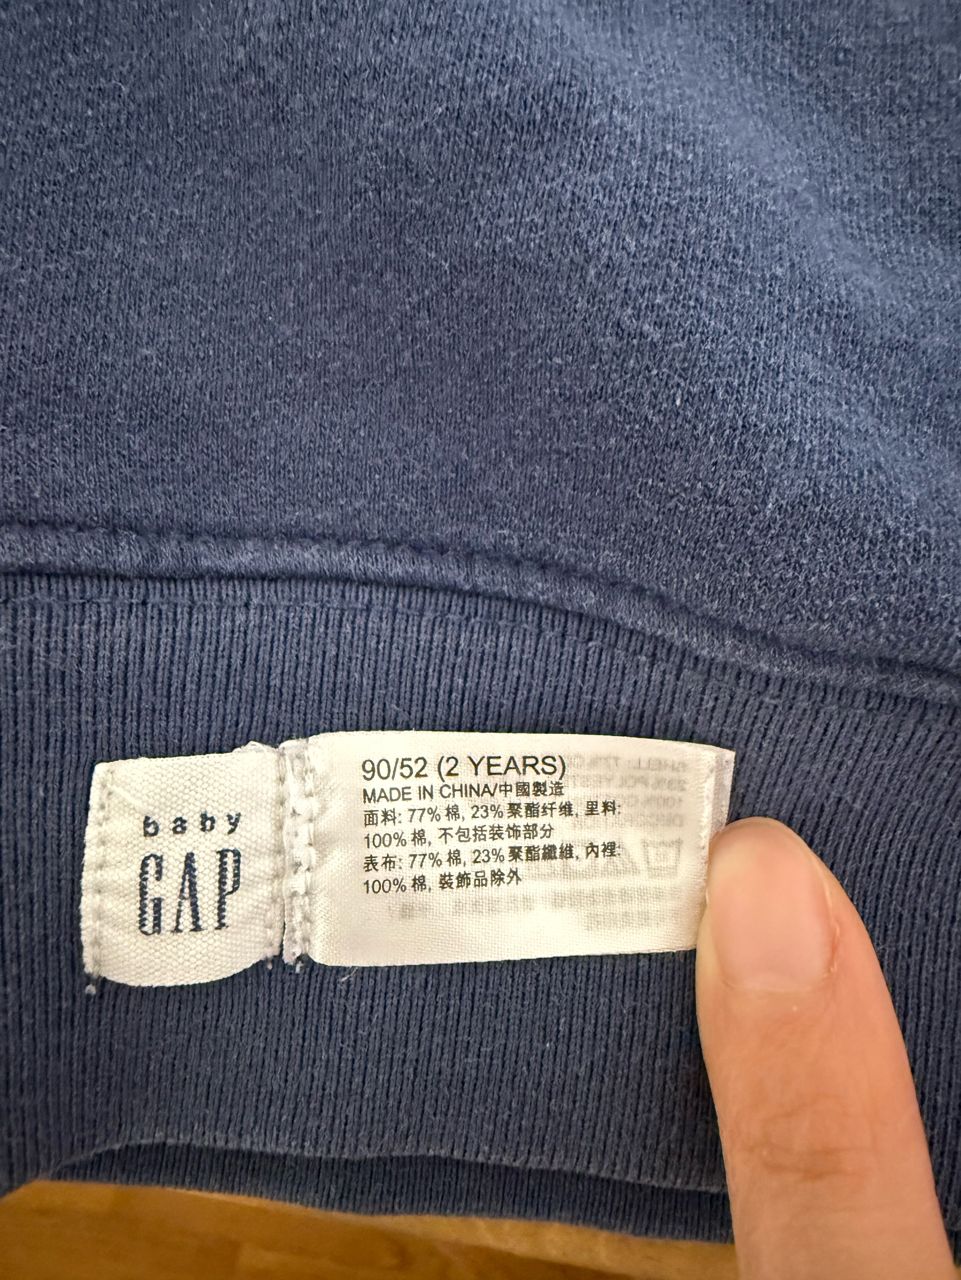 baby
GAP
90/52 (2 YEARS)
MADE IN CHINA/中國製造
面料: 77% 棉, 23% 聚酯纤维, 里料:
100% 棉, 不包括装饰部分
表布: 77% 棉, 23% 聚酯纖維, 內裡:
100% 棉, 裝飾品除外